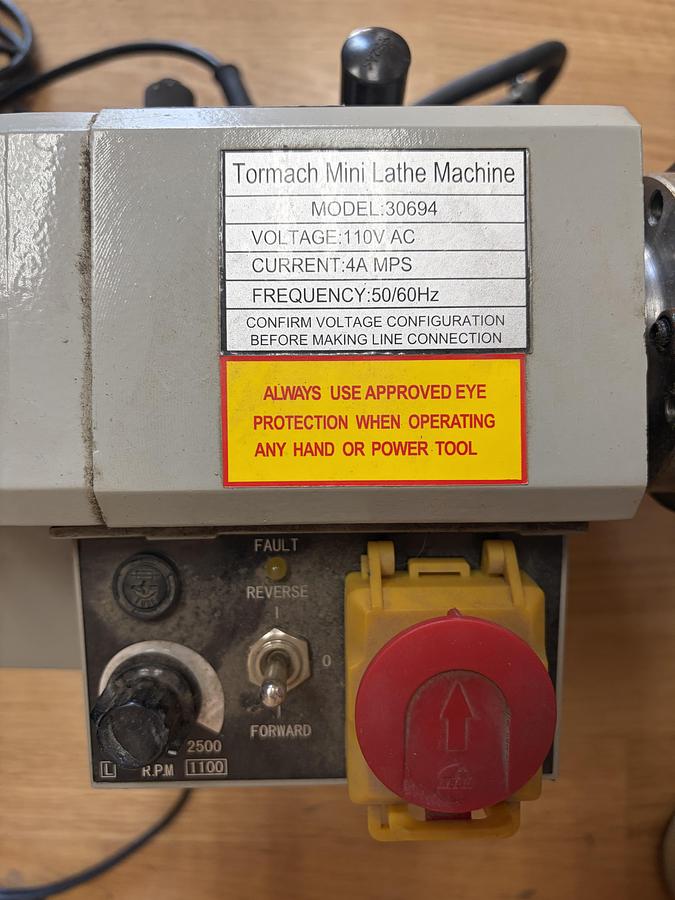 Tormach Mini Lathe Machine
MODEL:30694
VOLTAGE:110V AC
CURRENT:4A MPS
FREQUENCY:50/60Hz
CONFIRM VOLTAGE CONFIGURATION
BEFORE MAKING LINE CONNECTION
ALWAYS USE APPROVED EYE
PROTECTION WHEN OPERATING
ANY HAND OR POWER TOOL
FAULT
REVERSE
I
0
FORWARD
2500
L R.P.M 1100